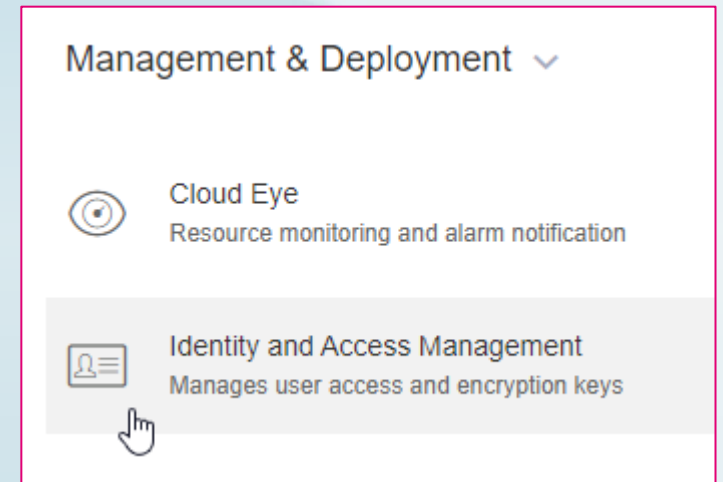 Management & Deployment
Cloud Eye
Resource monitoring and alarm notification
Identity and Access Management
Manages user access and encryption keys